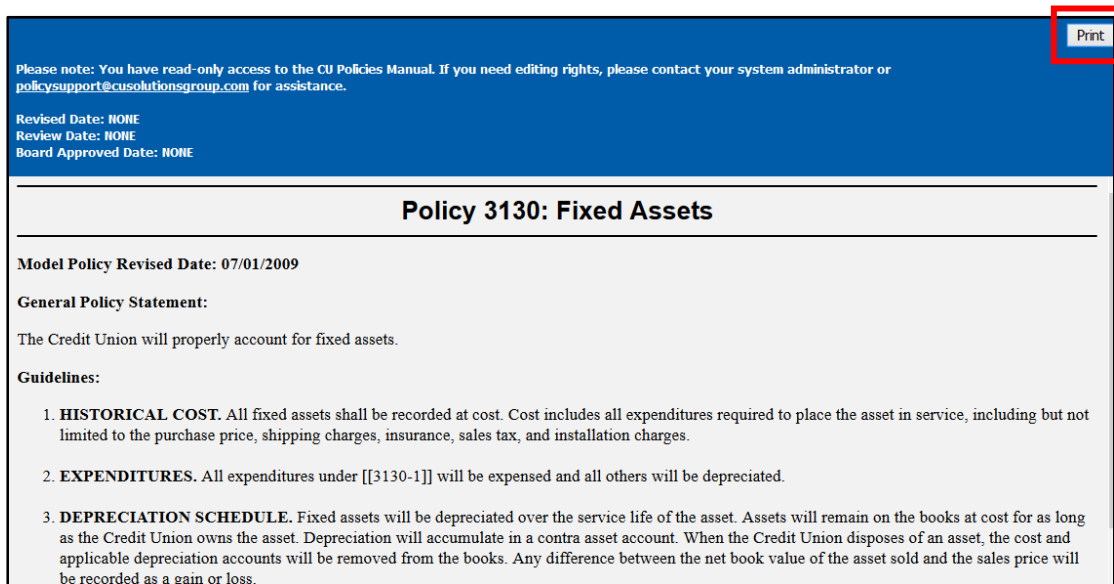 Print
Please note: You have read-only access to the CU Policies Manual. If you need editing rights, please contact your system administrator or
policysupport@cusolutionsgroup.com for assistance.
Revised Date: NONE
Review Date: NONE
Board Approved Date: NONE
Policy 3130: Fixed Assets
Model Policy Revised Date: 07/01/2009
General Policy Statement:
The Credit Union will properly account for fixed assets.
Guidelines:
1. HISTORICAL COST. All fixed assets shall be recorded at cost. Cost includes all expenditures required to place the asset in service, including but not
limited to the purchase price, shipping charges, insurance, sales tax, and installation charges.
2. EXPENDITURES. All expenditures under [[3130-1]] will be expensed and all others will be depreciated.
3. DEPRECIATION SCHEDULE. Fixed assets will be depreciated over the service life of the asset. Assets will remain on the books at cost for as long
as the Credit Union owns the asset. Depreciation will accumulate in a contra asset account. When the Credit Union disposes of an asset, the cost and
applicable depreciation accounts will be removed from the books. Any difference between the net book value of the asset sold and the sales price will
be recorded as a gain or loss.